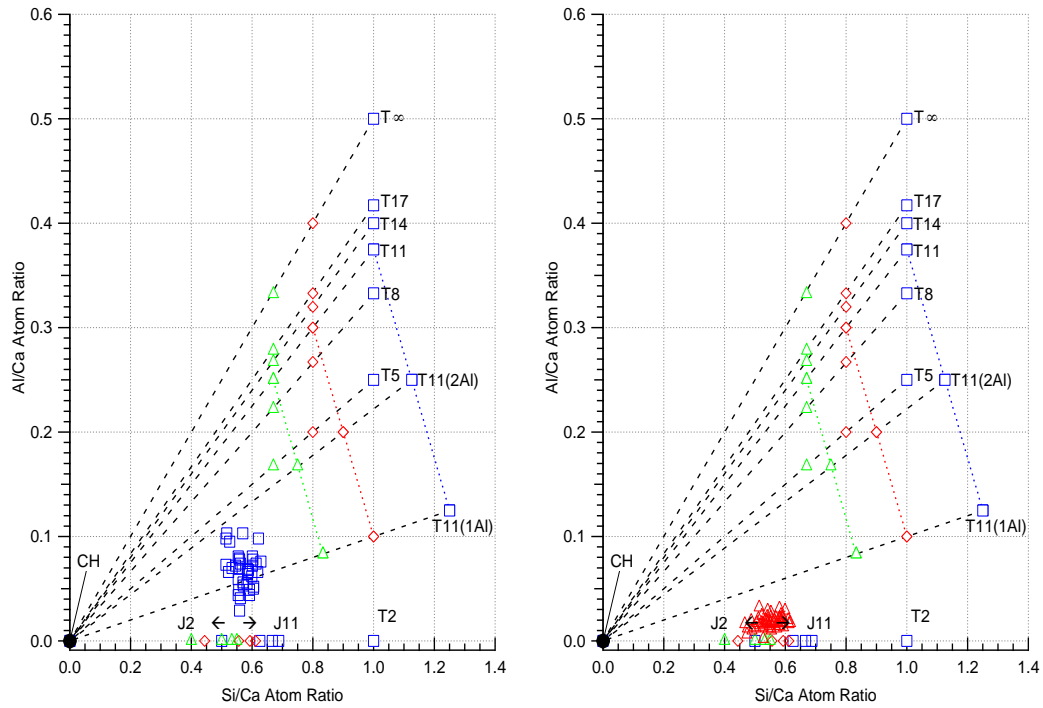 0.6
0.5
0.4
0.3
0.2
0.1
0.0
Al/Ca Atom Ratio
0.0 0.2 0.4 0.6 0.8 1.0 1.2 1.4
Si/Ca Atom Ratio
T ∞
T17
T14
T11
T8
T5
T11(2Al)
T11(1Al)
CH
J2
J11
T2
0.6
0.5
0.4
0.3
0.2
0.1
0.0
Al/Ca Atom Ratio
0.0 0.2 0.4 0.6 0.8 1.0 1.2 1.4
Si/Ca Atom Ratio
T ∞
T17
T14
T11
T8
T5
T11(2Al)
T11(1Al)
CH
J2
J11
T2